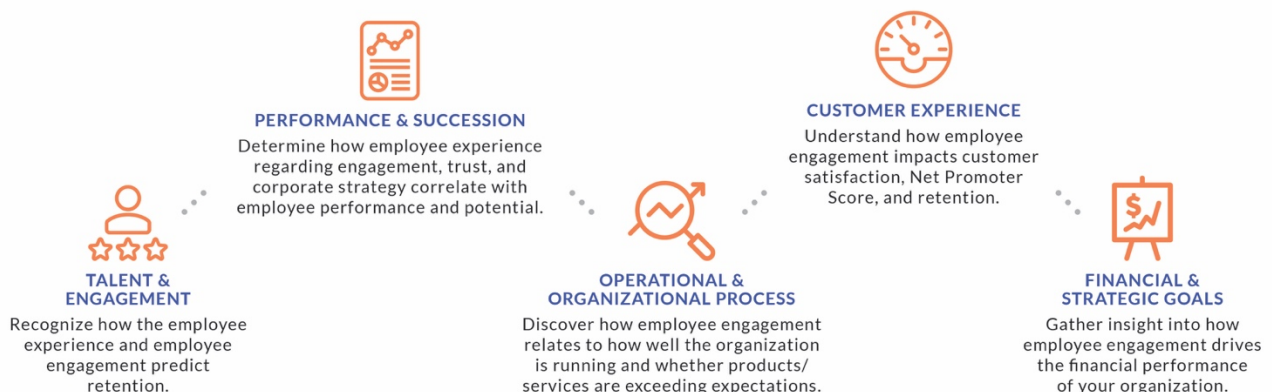 PERFORMANCE & SUCCESSION
Determine how employee experience
regarding engagement, trust, and
corporate strategy correlate with
employee performance and potential.
CUSTOMER EXPERIENCE
Understand how employee
engagement impacts customer
satisfaction, Net Promoter
Score, and retention.
TALENT &
ENGAGEMENT
Recognize how the employee
experience and employee
engagement predict
retention.
OPERATIONAL &
ORGANIZATIONAL PROCESS
Discover how employee engagement
relates to how well the organization
is running and whether products/
services are exceeding expectations.
$
FINANCIAL &
STRATEGIC GOALS
Gather insight into how
employee engagement drives
the financial performance
of your organization.